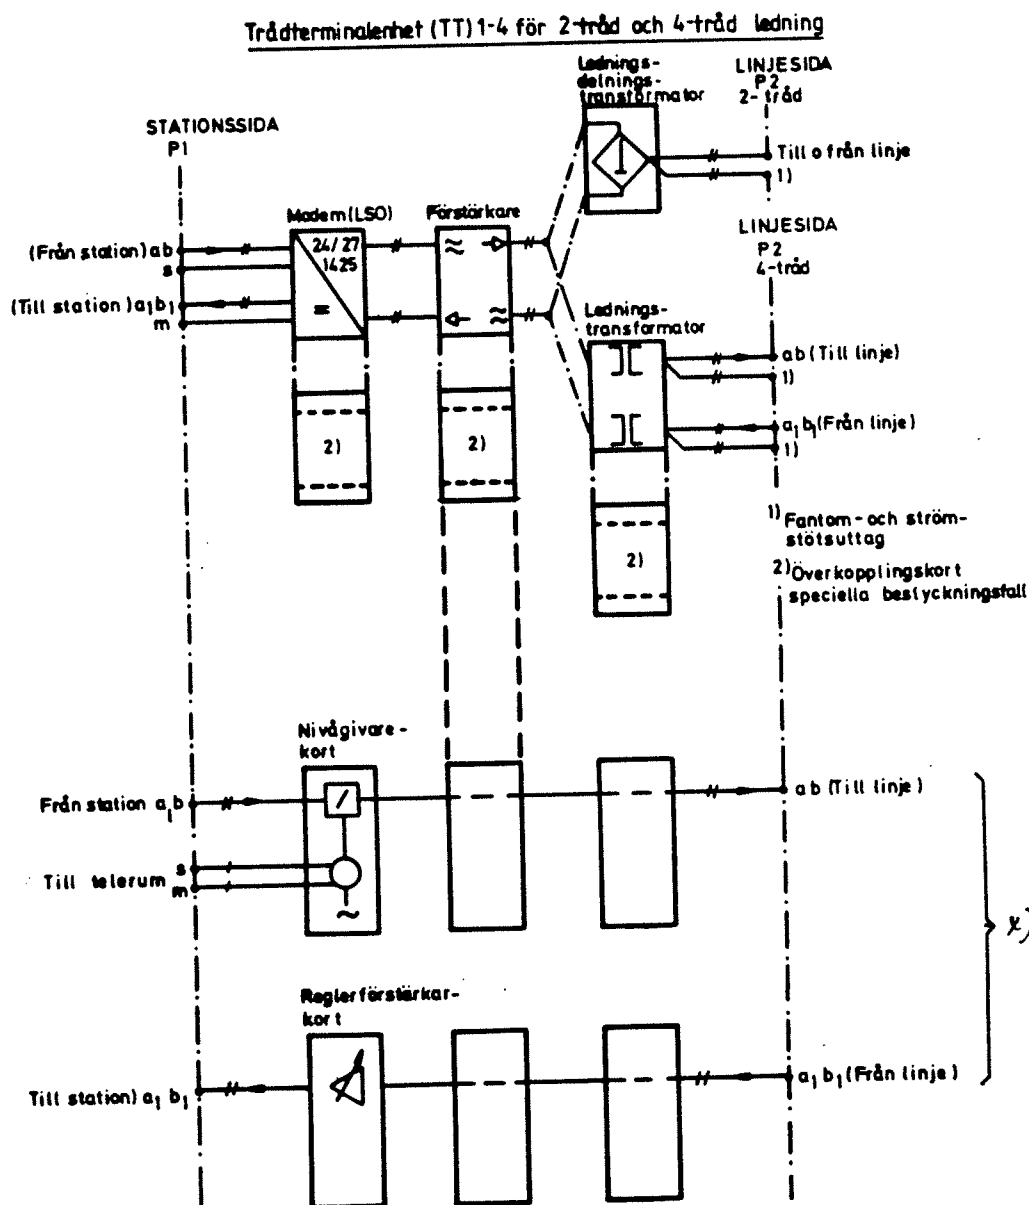 Trådterminalenhet (TT) 1-4 för 2-tråd och 4-tråd ledning
Lednings-
delnings-
transformator
LINJESIDA
P2
2-tråd
STATIONSSIDA
P1
Till o från linje
1)
Modem (LSO)
Förstärkare
24/27
1425
=
≈
≈
(Från station) ab
s
(Till station) a1b1
m
LINJESIDA
P2
4-tråd
Lednings-
transformator
ab (Till linje)
1)
a1 b1 (Från linje)
1)
2)
2)
2)
1) Fantom- och ström-
stötsuttag
2) Överkopplingskort
speciella bestyckningsfall
Nivågivare-
kort
Från station a1b
ab (Till linje)
Till telerum
s
m
~
x)
Reglerförstärkar-
kort
Till station) a1 b1
a1 b1 (Från linje)